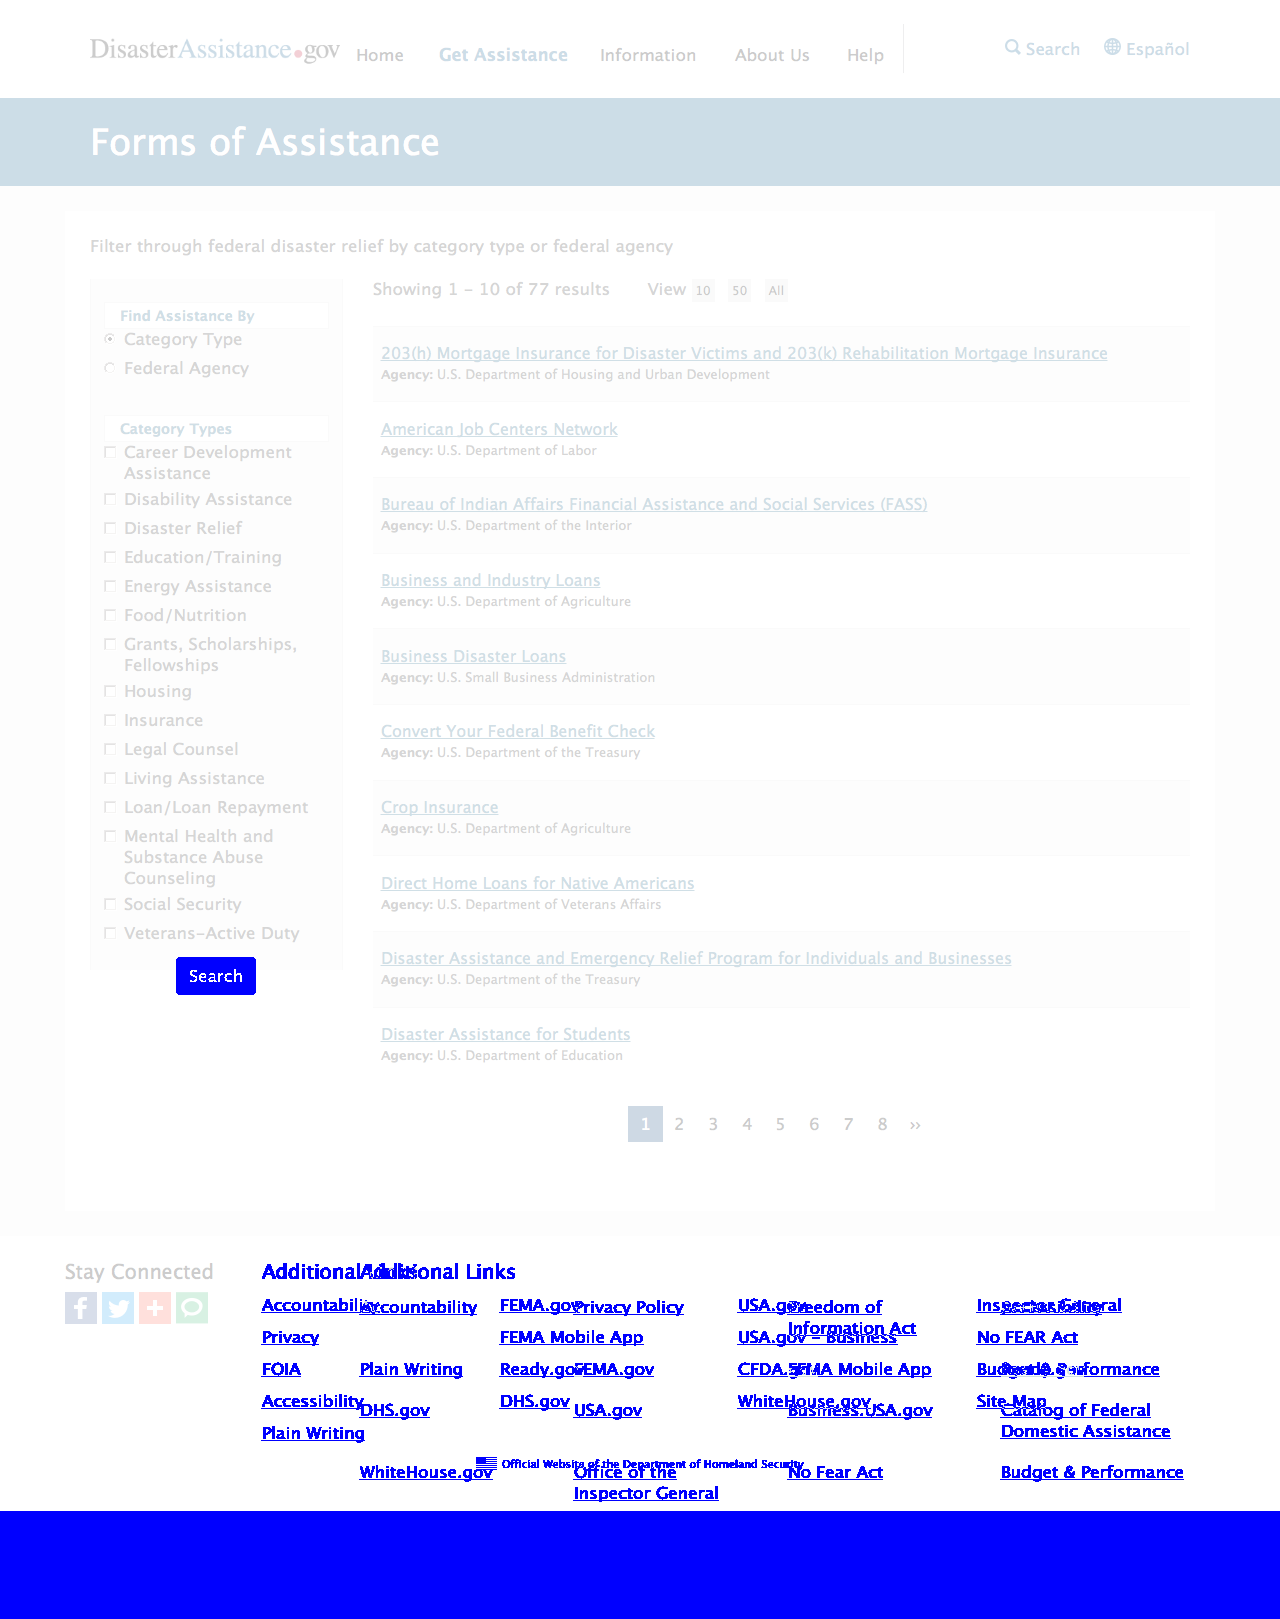 DisasterAssistance.gov Home Get Assistance Information About Us Help Search Español
Forms of Assistance
Filter through federal disaster relief by category type or federal agency
Showing 1 - 10 of 77 results View 10 50 All
Find Assistance By
Category Type
Federal Agency
Category Types
Career Development
Assistance
Disability Assistance
Disaster Relief
Education/Training
Energy Assistance
Food/Nutrition
Grants, Scholarships,
Fellowships
Housing
Insurance
Legal Counsel
Living Assistance
Loan/Loan Repayment
Mental Health and
Substance Abuse
Counseling
Social Security
Veterans-Active Duty
Search
203(h) Mortgage Insurance for Disaster Victims and 203(k) Rehabilitation Mortgage Insurance
Agency: U.S. Department of Housing and Urban Development
American Job Centers Network
Agency: U.S. Department of Labor
Bureau of Indian Affairs Financial Assistance and Social Services (FASS)
Agency: U.S. Department of the Interior
Business and Industry Loans
Agency: U.S. Department of Agriculture
Business Disaster Loans
Agency: U.S. Small Business Administration
Convert Your Federal Benefit Check
Agency: U.S. Department of the Treasury
Crop Insurance
Agency: U.S. Department of Agriculture
Direct Home Loans for Native Americans
Agency: U.S. Department of Veterans Affairs
Disaster Assistance and Emergency Relief Program for Individuals and Businesses
Agency: U.S. Department of the Treasury
Disaster Assistance for Students
Agency: U.S. Department of Education
1 2 3 4 5 6 7 8 ››
Stay Connected
Additional Links
Accountability FEMA.gov USA.gov Inspector General
Privacy FEMA Mobile App USA.gov - Business No FEAR Act
FOIA Ready.gov CFDA.gov Budget & Performance
Accessibility DHS.gov WhiteHouse.gov Site Map
Plain Writing
Additional Links
Accountability Privacy Policy Freedom of
Information Act
Plain Writing FEMA.gov FEMA Mobile App
DHS.gov USA.gov Business.USA.gov Catalog of Federal
Domestic Assistance
WhiteHouse.gov Office of the No Fear Act Budget & Performance
Inspector General
Official Website of the Department of Homeland Security